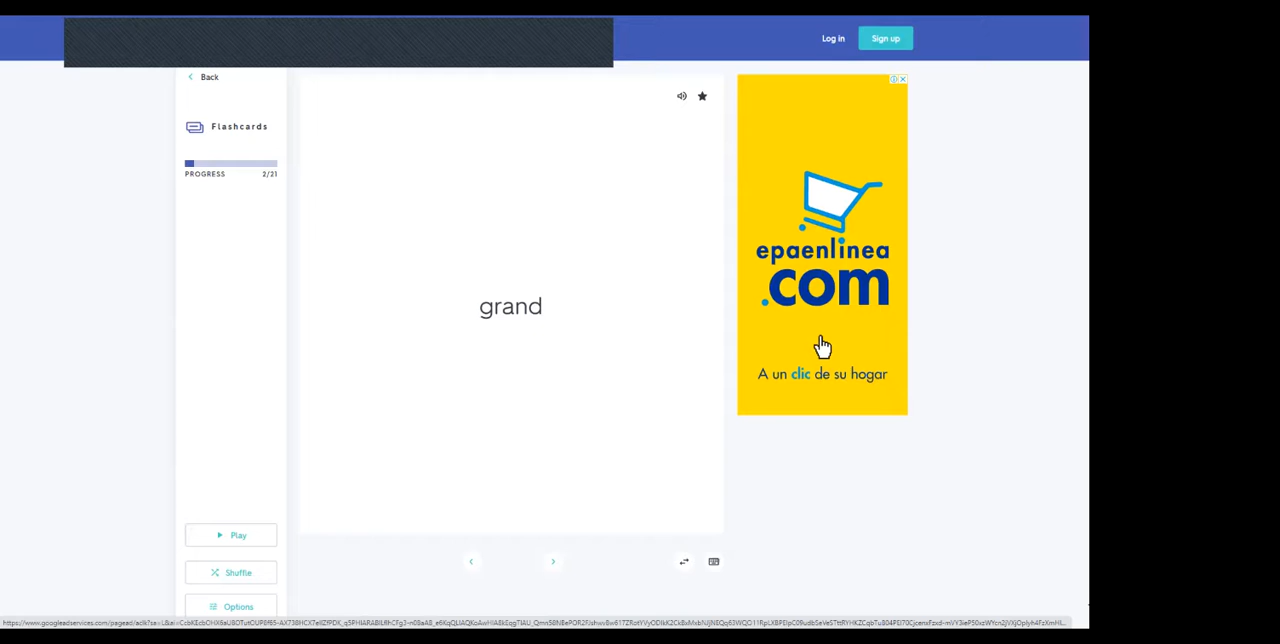 Log in
Sign up
Back
Flashcards
PROGRESS 2/21
grand
epaenlinea
.com
A un clic de su hogar
Play
Shuffle
Options